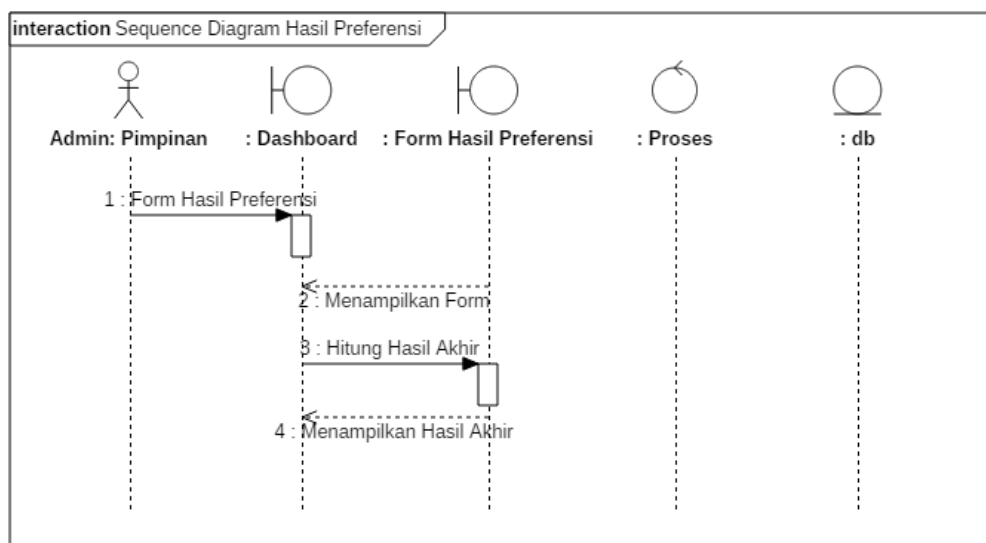 interaction Sequence Diagram Hasil Preferensi
Admin: Pimpinan
: Dashboard
: Form Hasil Preferensi
: Proses
: db
1 : Form Hasil Preferensi
2 : Menampilkan Form
3 : Hitung Hasil Akhir
4 : Menampilkan Hasil Akhir